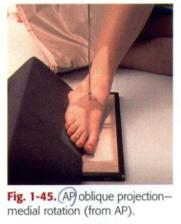 Fig. 1-45. AP oblique projection—
medial rotation (from AP).